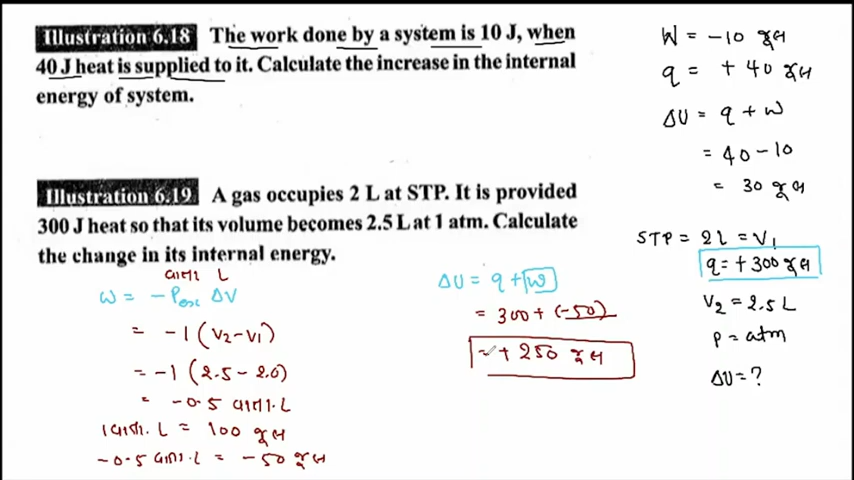 Illustration 6.18 The work done by a system is 10 J, when
40 J heat is supplied to it. Calculate the increase in the internal
energy of system.
W = -10 જૂલ
q = + 40 જૂલ
ΔU = q + w
= 40 - 10
= 30 જૂલ
Illustration 6.19 A gas occupies 2 L at STP. It is provided
300 J heat so that its volume becomes 2.5 L at 1 atm. Calculate
the change in its internal energy.
STP = 2L = V₁
q = + 300 જૂલ
V₂ = 2.5 L
P = atm
ΔU = ?
વાતા L
ω = - Pex ΔV
= -1 (V₂-V₁)
= -1 (2.5 - 2.0)
= -0.5 વાતા.L
1 વાતા. L = 100 જૂલ
-0.5 વાતા.L = -50 જૂલ
ΔU = q + w
= 300 + (-50)
= + 250 જૂલ